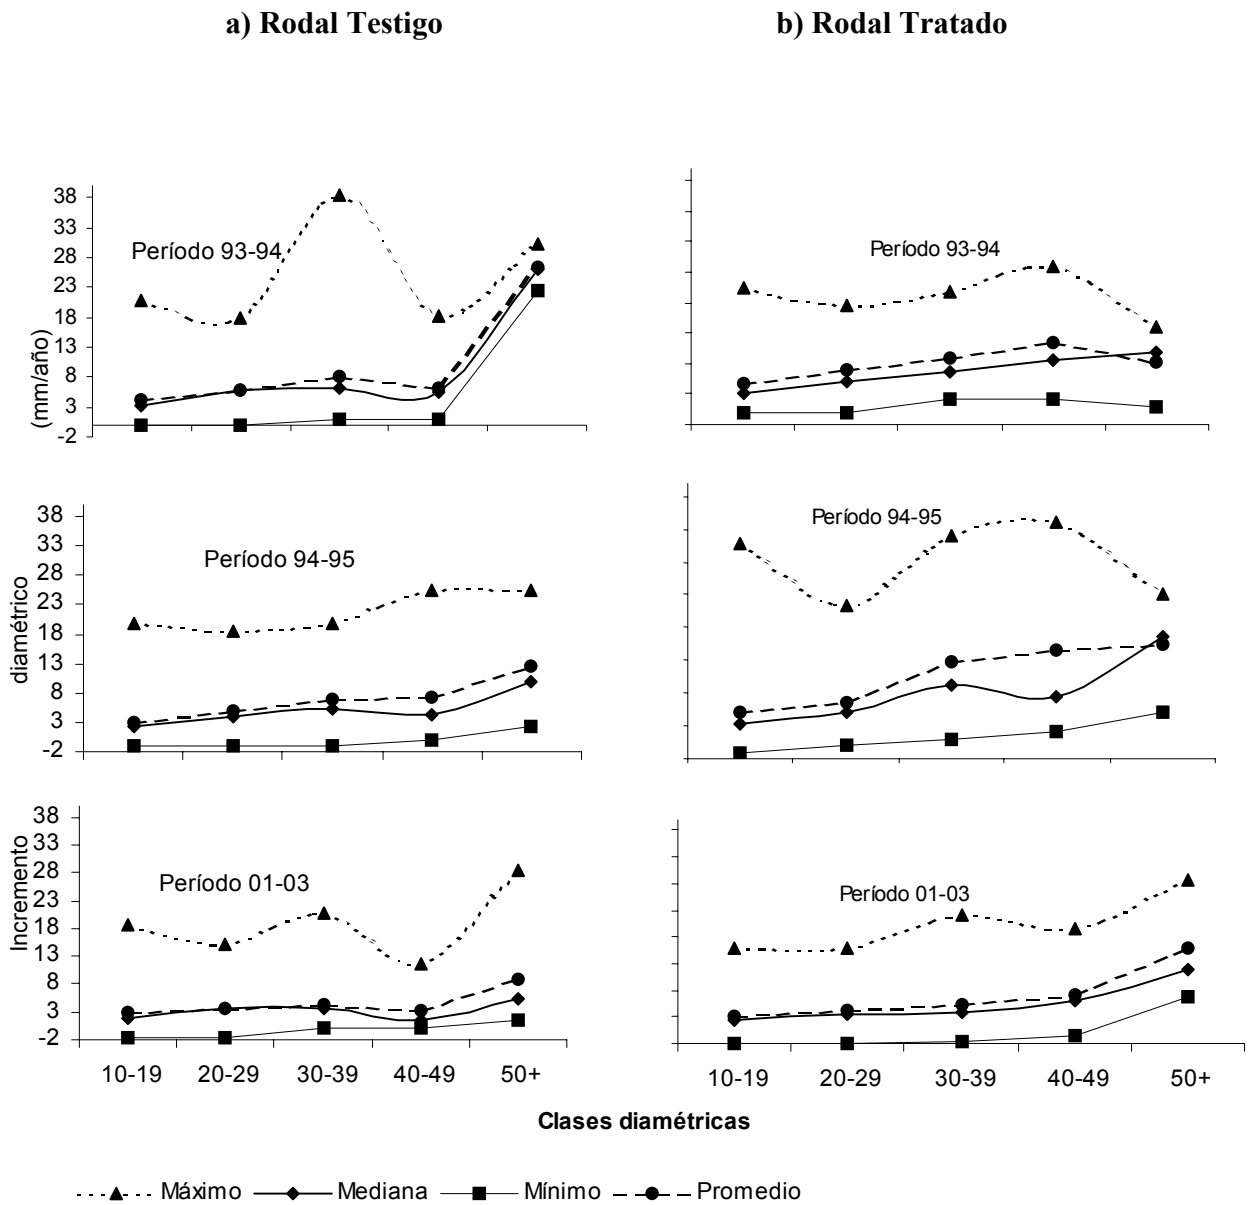 a) Rodal Testigo
b) Rodal Tratado
Período 93-94
38
33
28
23
18
13
8
3
-2
(mm/año)
Período 93-94
Período 94-95
38
33
28
23
18
13
8
3
-2
diamétrico
Período 94-95
Período 01-03
38
33
28
23
18
13
8
3
-2
Incremento
Período 01-03
10-19 20-29 30-39 40-49 50+
10-19 20-29 30-39 40-49 50+
Clases diamétricas
Máximo Mediana Mínimo Promedio